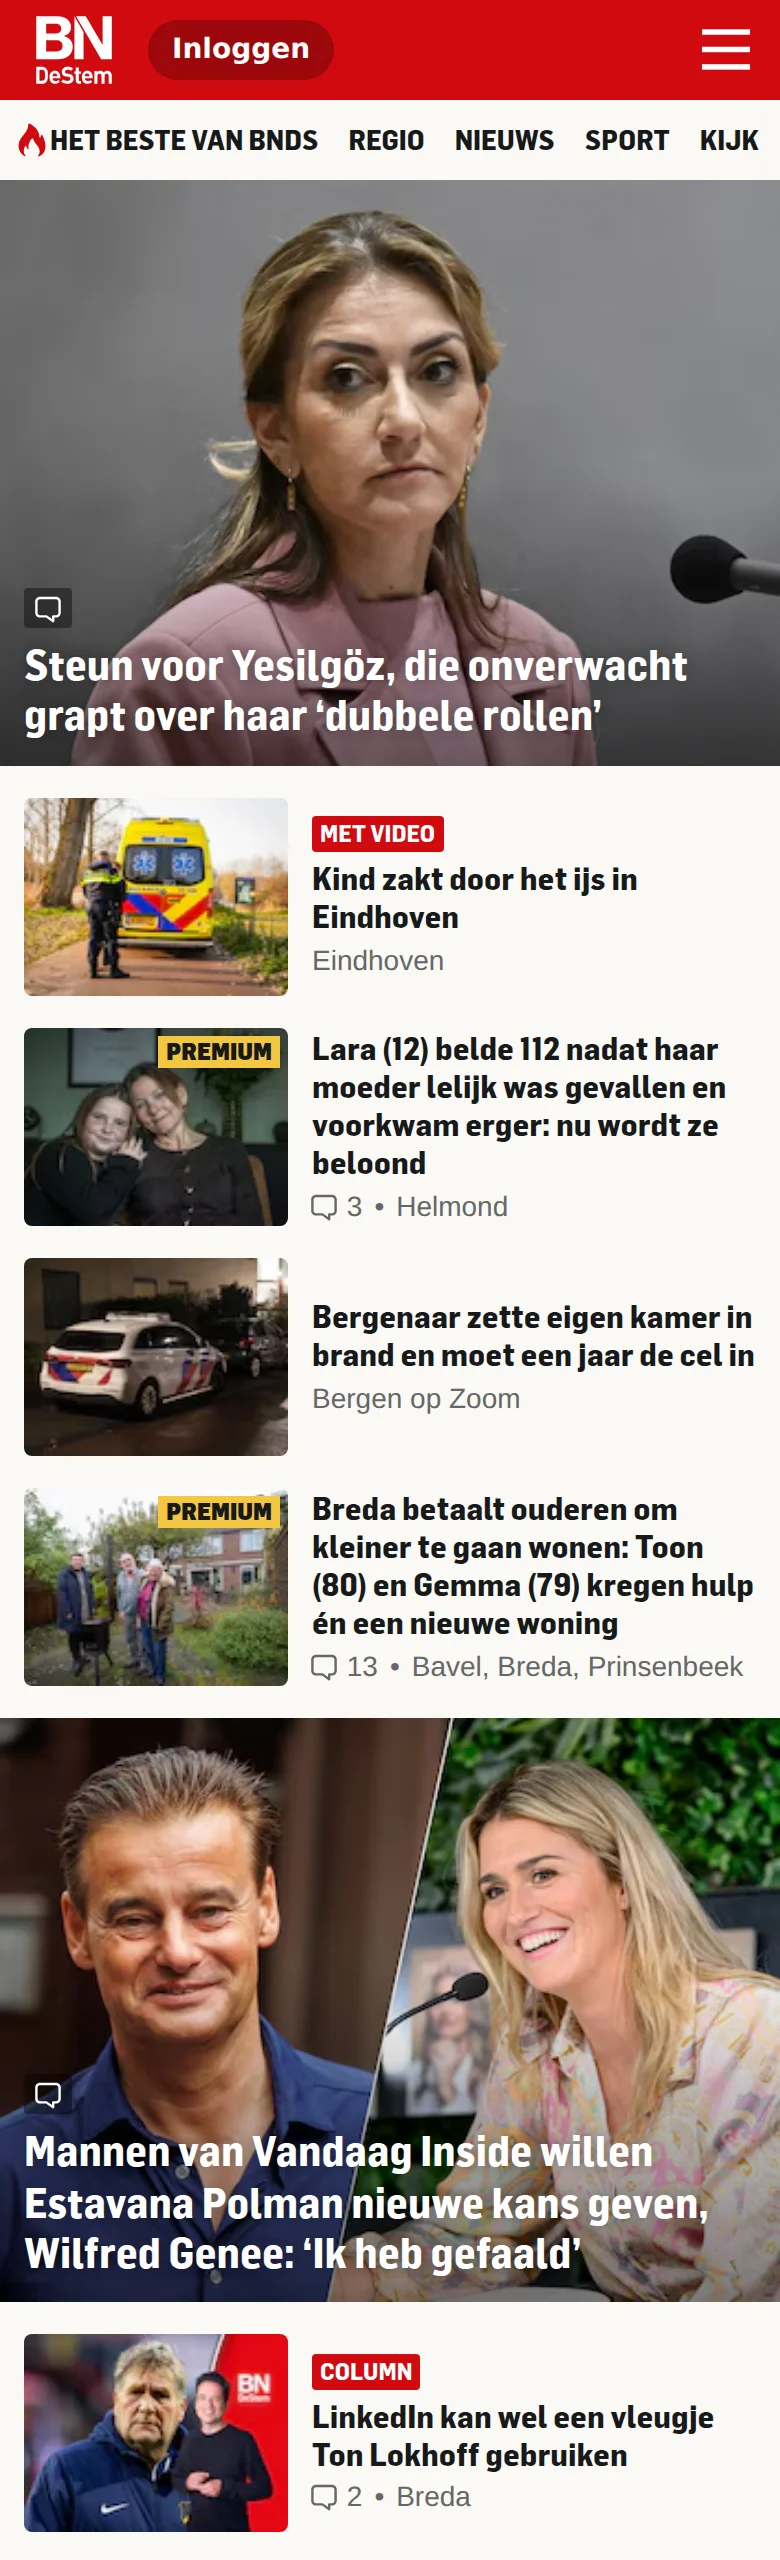 BN
DeStem
Inloggen
HET BESTE VAN BNDS REGIO NIEUWS SPORT KIJK
Steun voor Yesilgöz, die onverwacht
grapt over haar ‘dubbele rollen’
MET VIDEO
Kind zakt door het ijs in
Eindhoven
Eindhoven
PREMIUM
Lara (12) belde 112 nadat haar
moeder lelijk was gevallen en
voorkwam erger: nu wordt ze
beloond
3 • Helmond
Bergenaar zette eigen kamer in
brand en moet een jaar de cel in
Bergen op Zoom
PREMIUM
Breda betaalt ouderen om
kleiner te gaan wonen: Toon
(80) en Gemma (79) kregen hulp
én een nieuwe woning
13 • Bavel, Breda, Prinsenbeek
Mannen van Vandaag Inside willen
Estavana Polman nieuwe kans geven,
Wilfred Genee: ‘Ik heb gefaald’
BN
DeStem
COLUMN
LinkedIn kan wel een vleugje
Ton Lokhoff gebruiken
2 • Breda